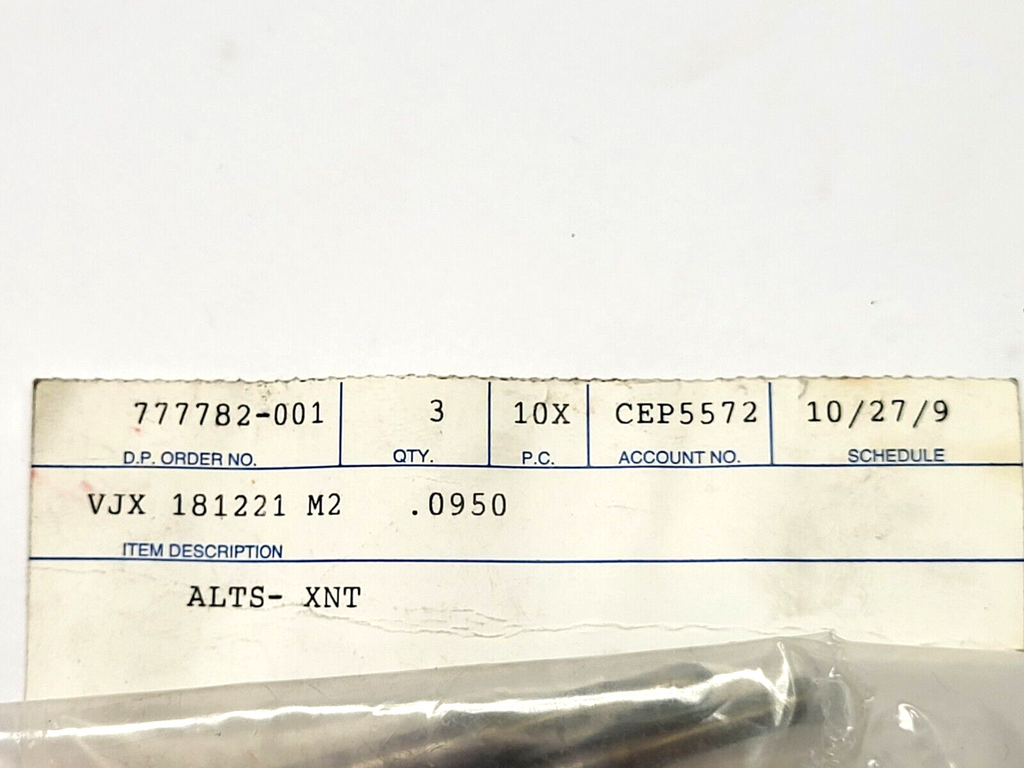 777782-001 3 10X CEP5572 10/27/9
D.P. ORDER NO. QTY. P.C. ACCOUNT NO. SCHEDULE
VJX 181221 M2 .0950
ITEM DESCRIPTION
ALTS- XNT